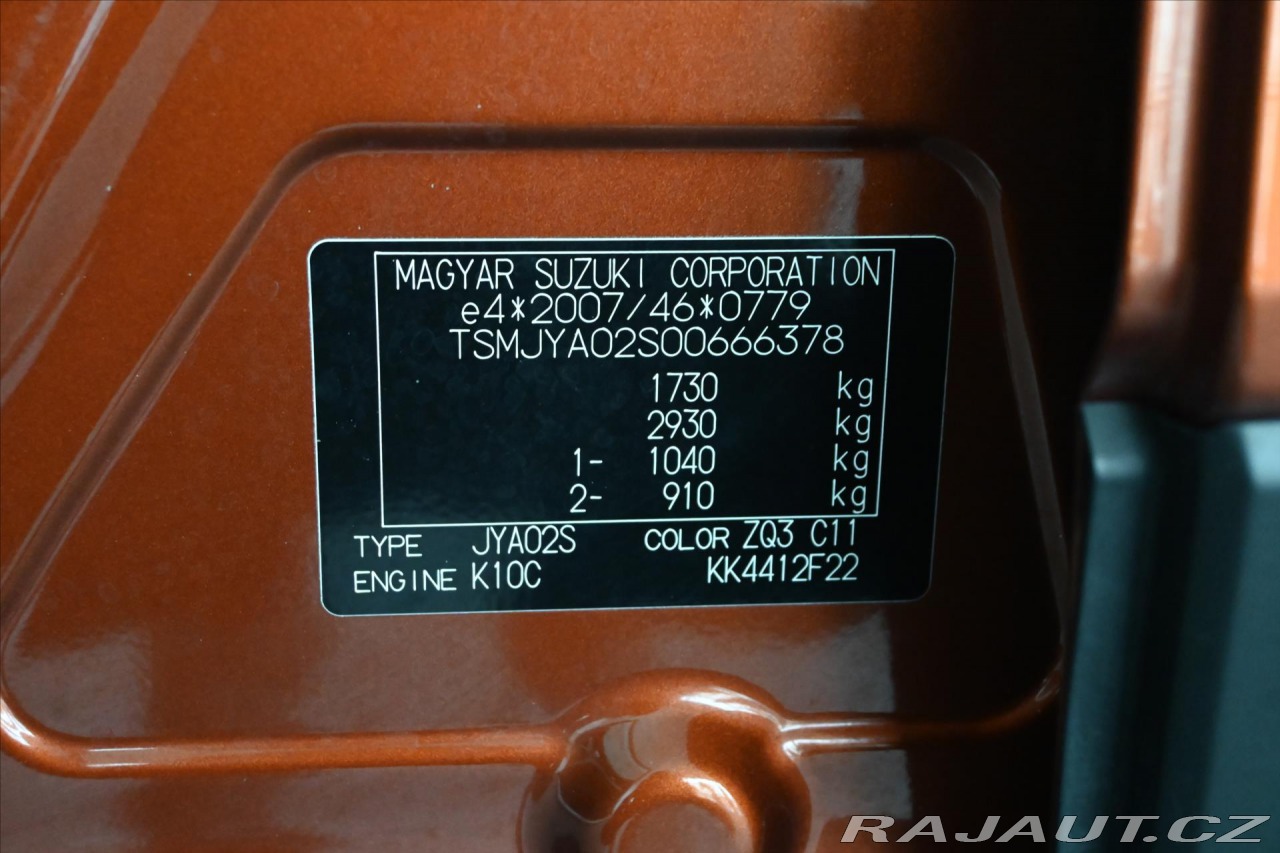 MAGYAR SUZUKI CORPORATION
e4*2007/46*0779
TSMJYA02S00666378
1730 kg
2930 kg
1- 1040 kg
2- 910 kg
TYPE JYA02S COLOR ZQ3 C11
ENGINE K10C KK4412F22
RAJAUT.CZ